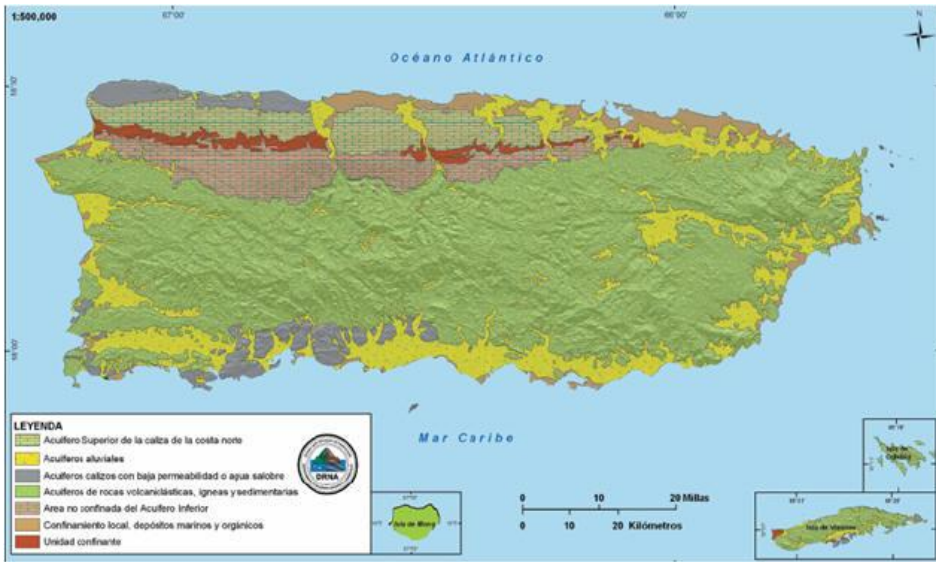 1:500,000
67°00'
66°00'
N
Océano Atlántico
18°00'
Mar Caribe
LEYENDA
Acuífero Superior de la caliza de la costa norte
Acuíferos aluviales
Acuíferos calizos con baja permeabilidad o agua salobre
Acuíferos de rocas volcaniclásticas, ígneas y sedimentarias
Area no confinada del Acuífero Inferior
Confinamiento local, depósitos marinos y orgánicos
Unidad confinante
DRNA
Isla de Mona
0 10 20 Millas
0 10 20 Kilómetros
Isla de Culebra
Isla de Vieques